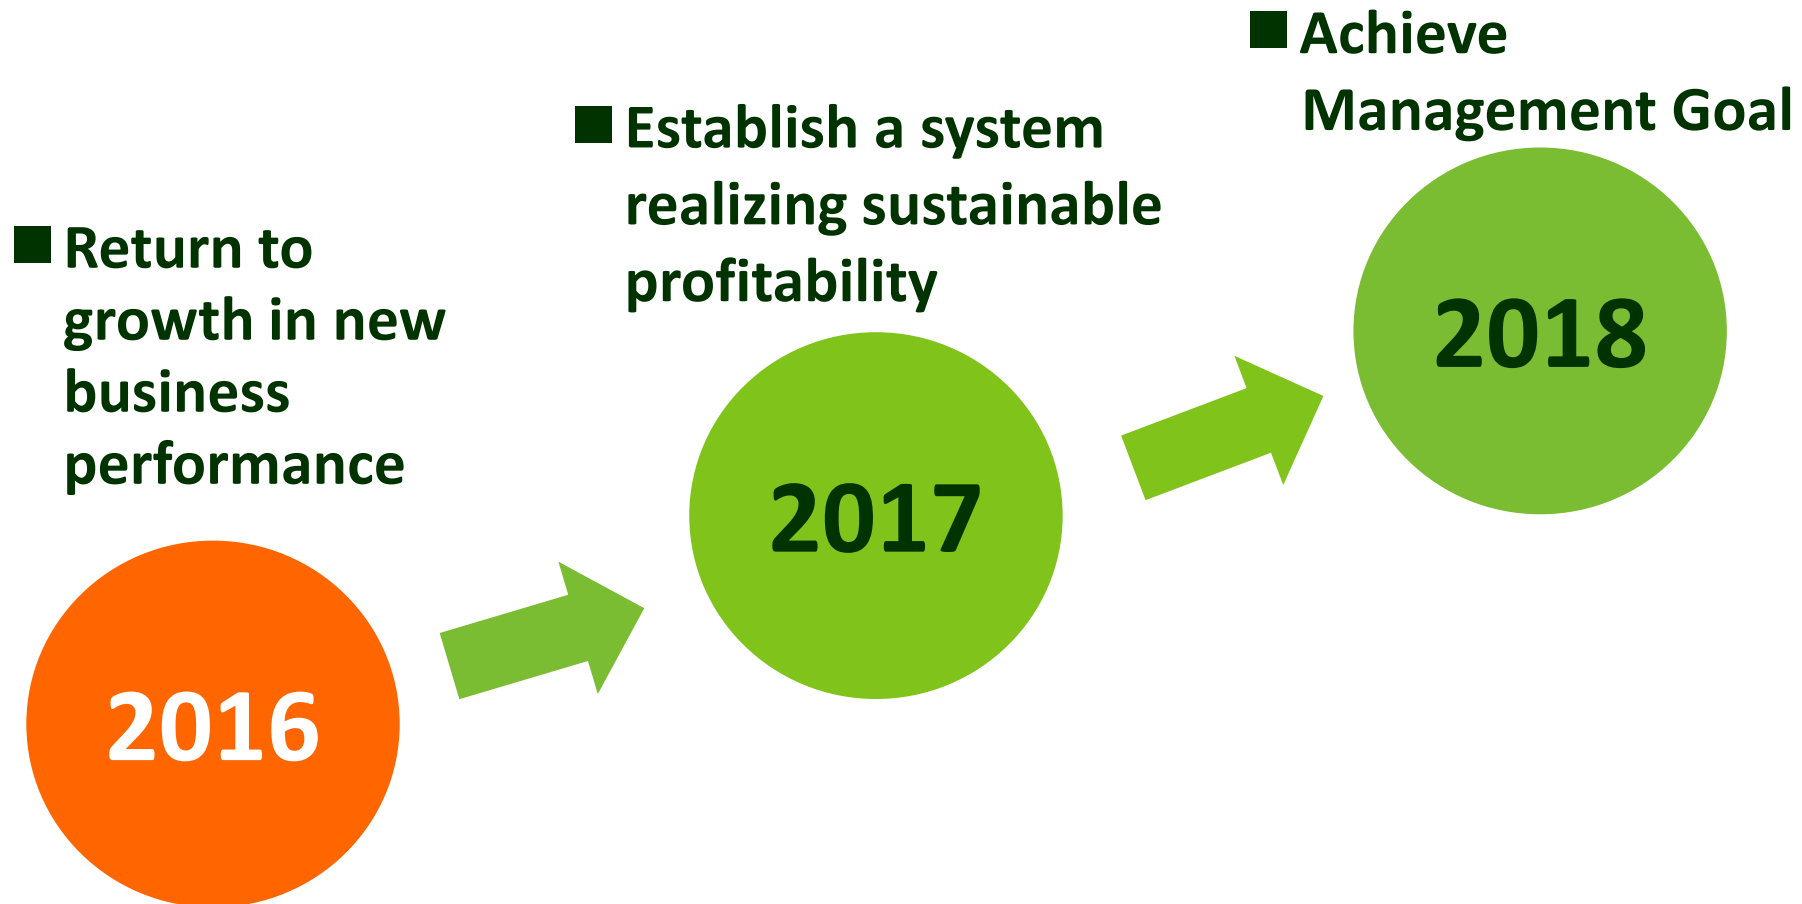 ■ Return to
growth in new
business
performance
2016
■ Establish a system
realizing sustainable
profitability
2017
■ Achieve
Management Goal
2018